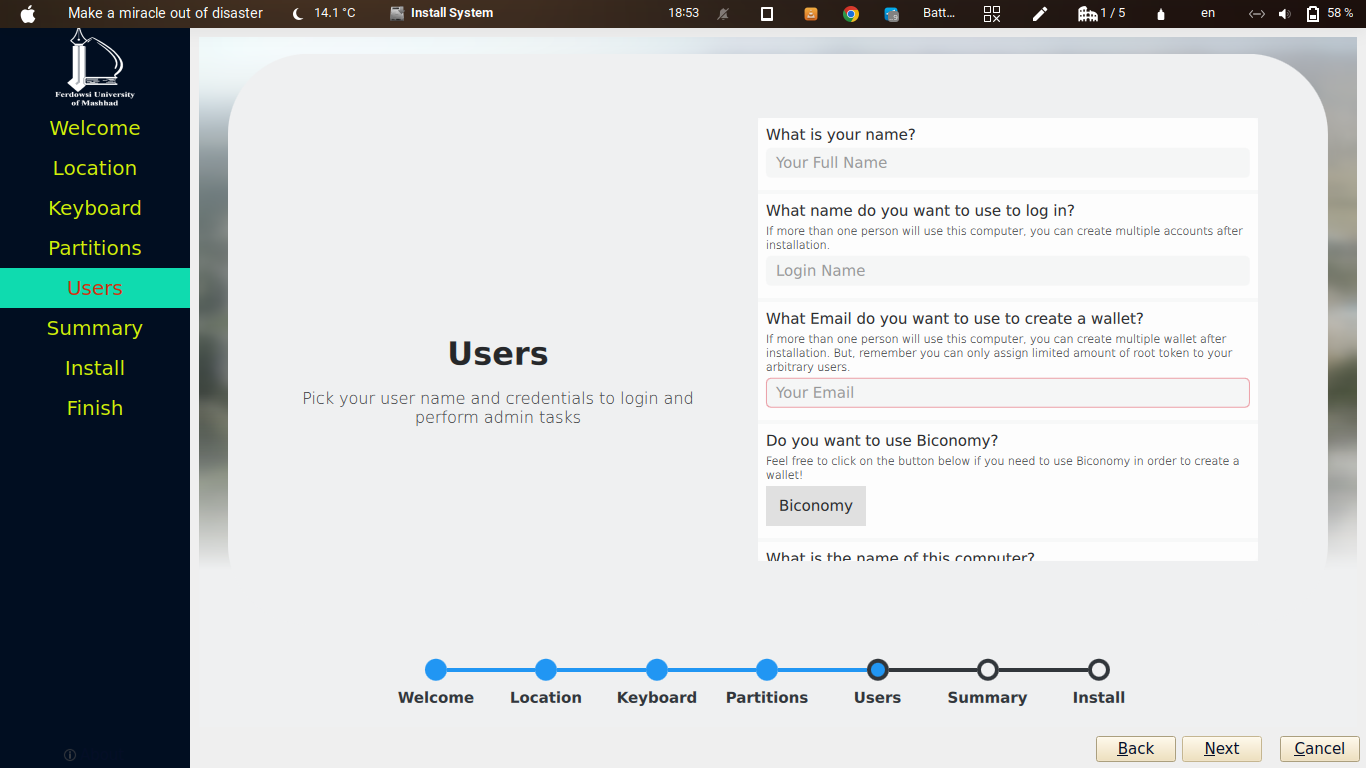 Make a miracle out of disaster
14.1 °C
Install System
18:53
Batt...
1 / 5
en
58 %
Ferdowsi University
of Mashhad
Welcome
Location
Keyboard
Partitions
Users
Summary
Install
Finish
Users
Pick your user name and credentials to login and
perform admin tasks
What is your name?
Your Full Name
What name do you want to use to log in?
If more than one person will use this computer, you can create multiple accounts after
installation.
Login Name
What Email do you want to use to create a wallet?
If more than one person will use this computer, you can create multiple wallet after
installation. But, remember you can only assign limited amount of root token to your
arbitrary users.
Your Email
Do you want to use Biconomy?
Feel free to click on the button below if you need to use Biconomy in order to create a
wallet!
Biconomy
What is the name of this computer?
Welcome
Location
Keyboard
Partitions
Users
Summary
Install
Back
Next
Cancel